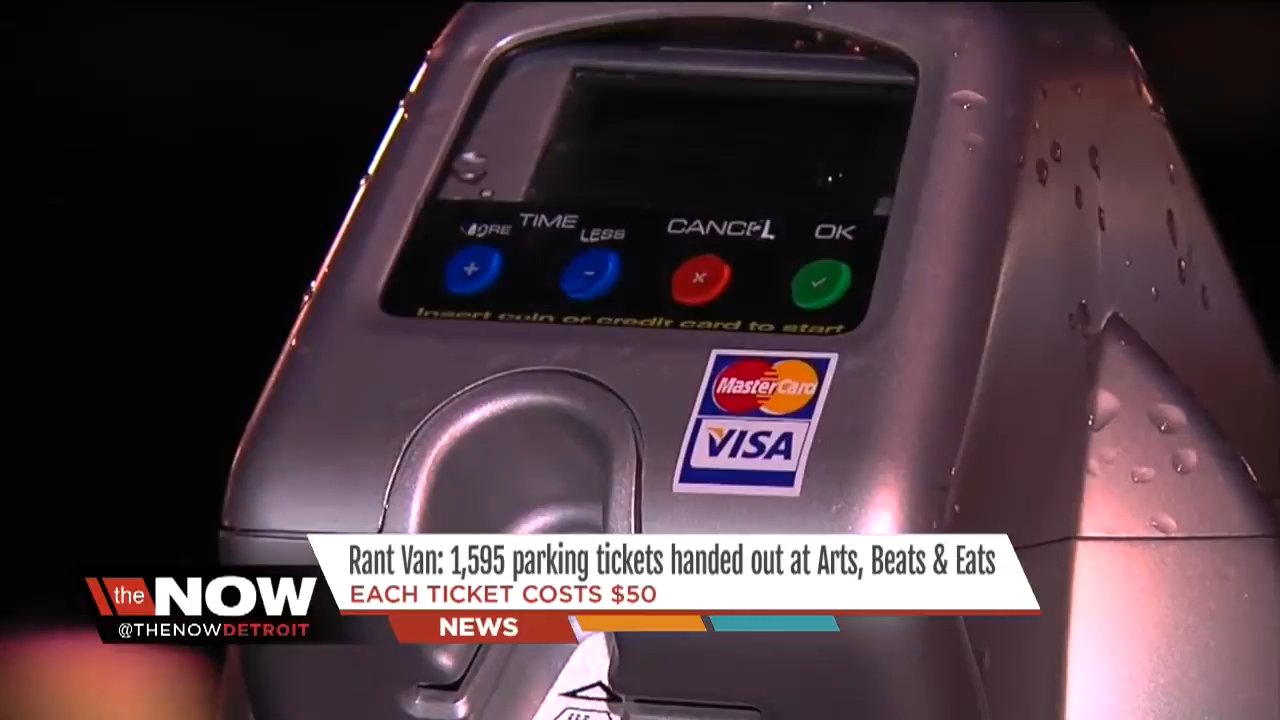 MORE TIME LESS CANCEL OK
Insert coin or credit card to start
MasterCard
VISA
Rant Van: 1,595 parking tickets handed out at Arts, Beats & Eats
EACH TICKET COSTS $50
the NOW
@THENOWDETROIT
NEWS